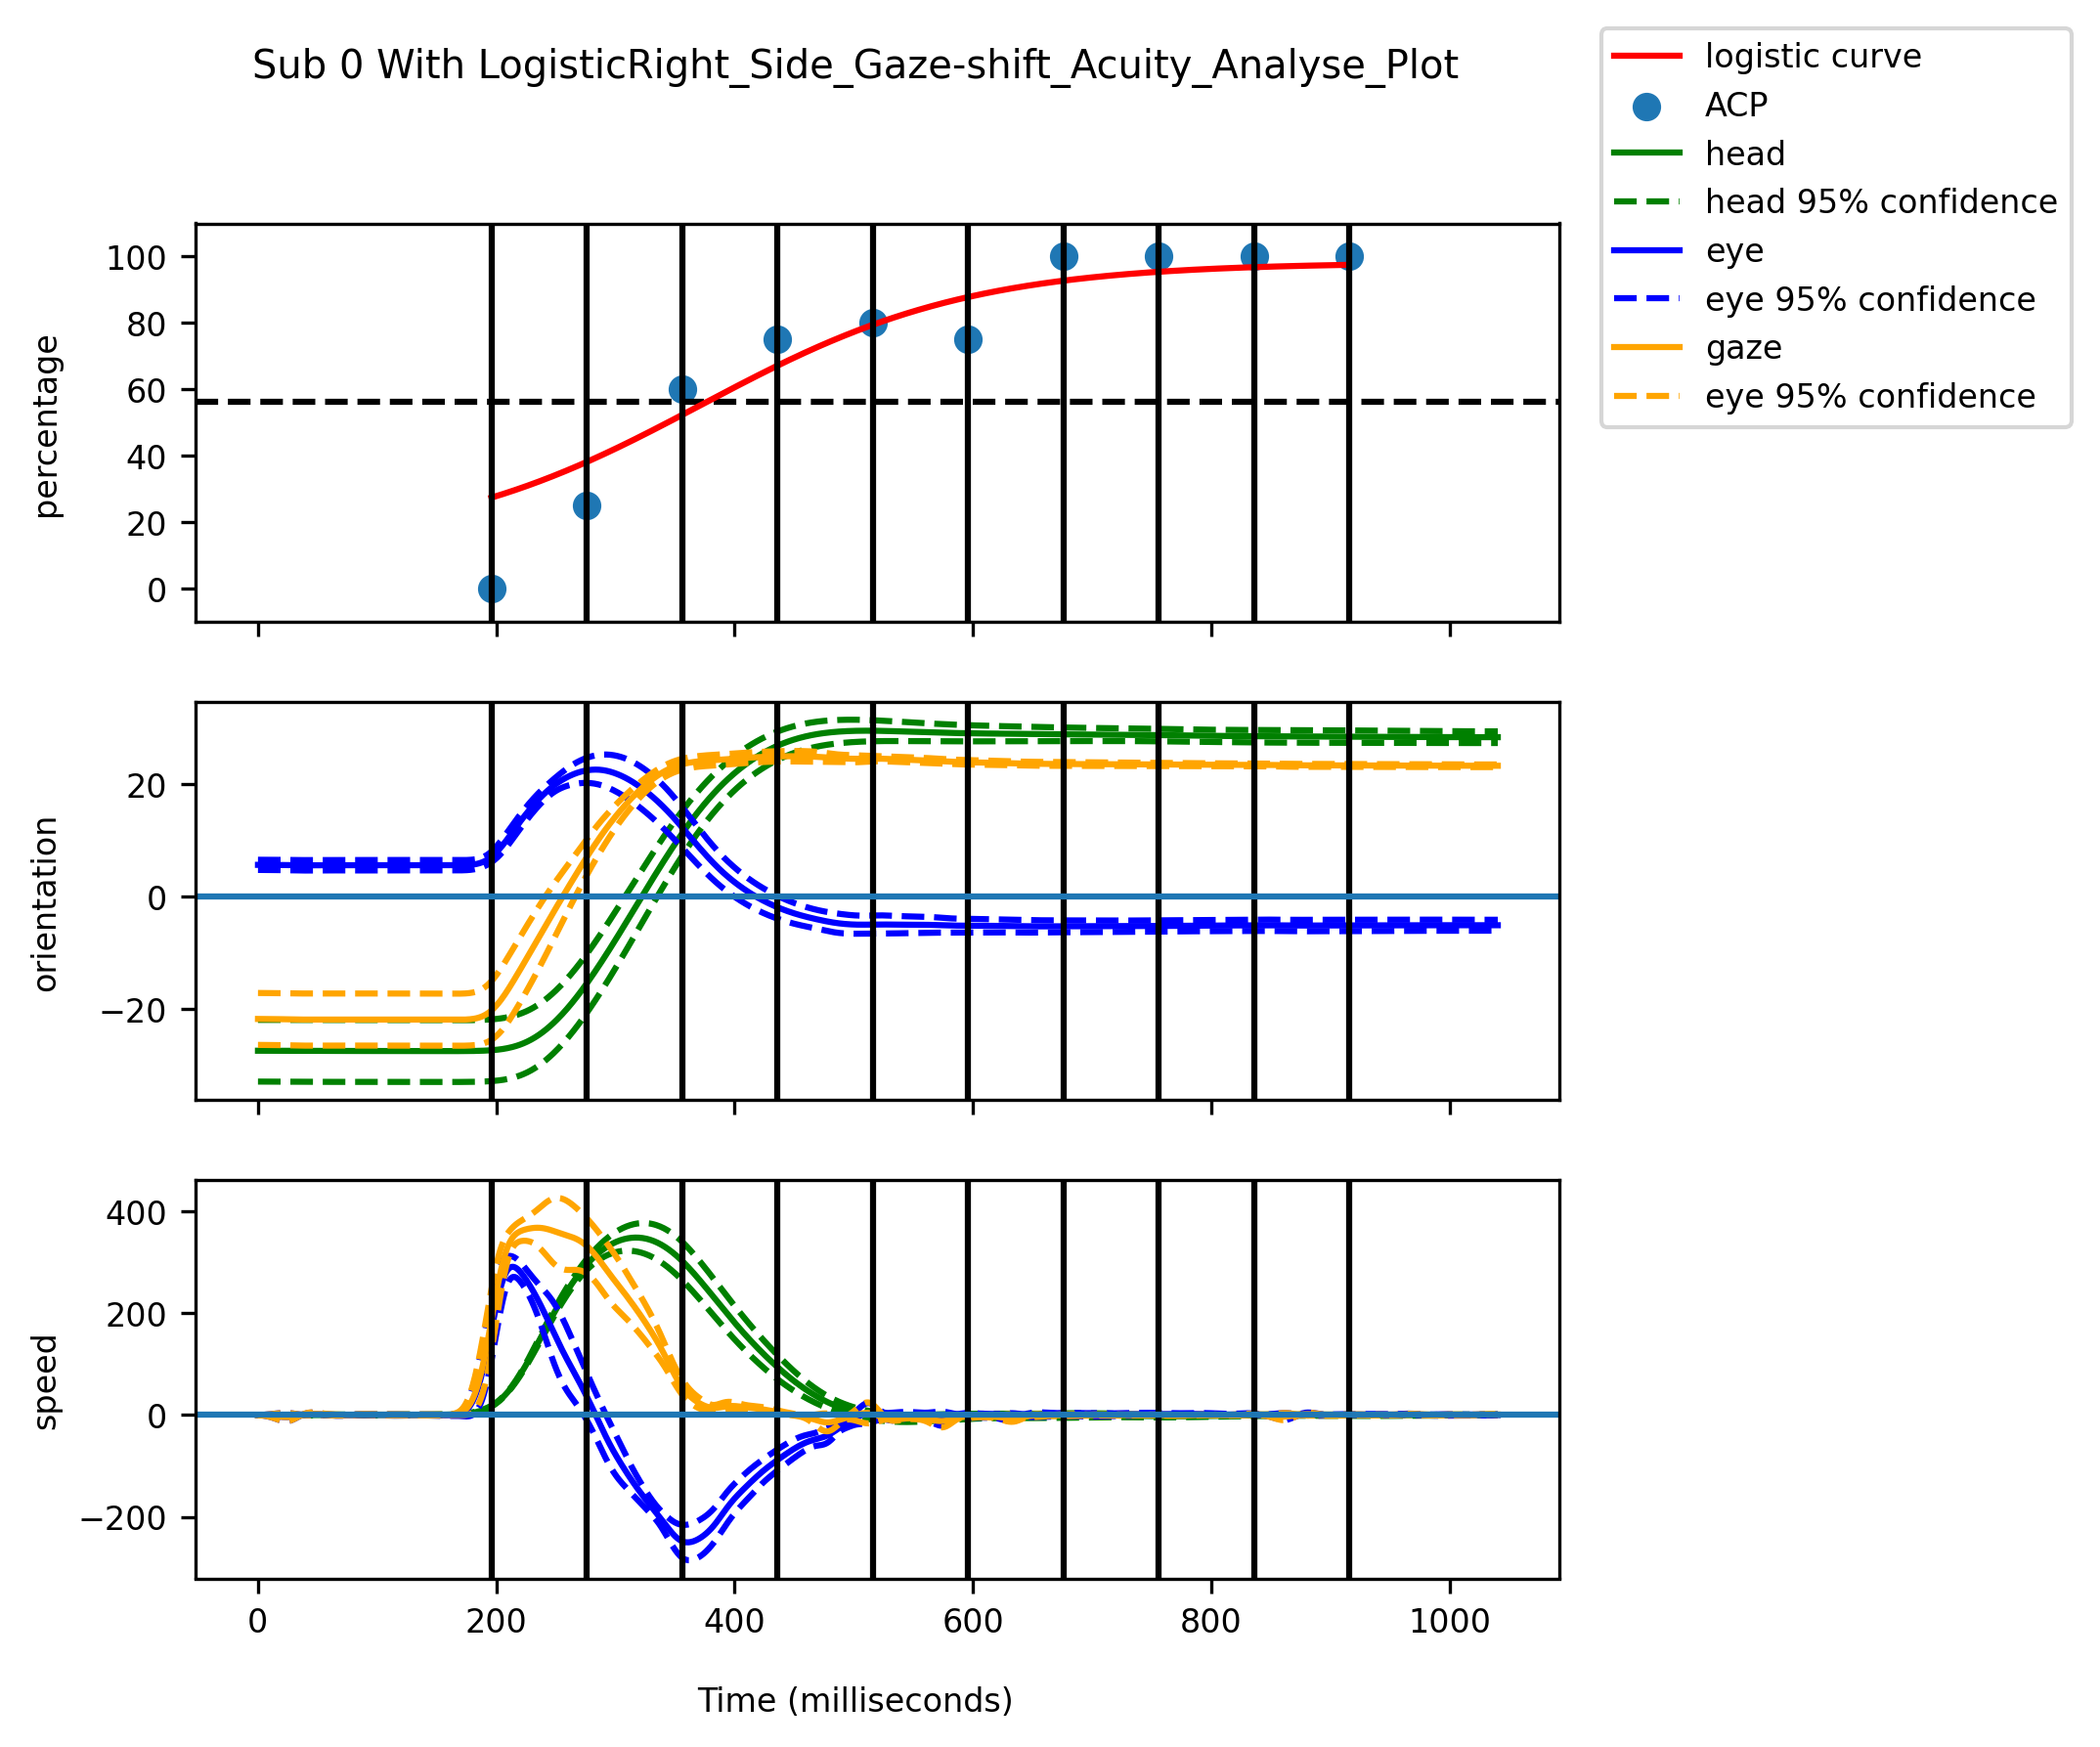 Sub 0 With LogisticRight_Side_Gaze-shift_Acuity_Analyse_Plot
logistic curve
ACP
head
head 95% confidence
eye
eye 95% confidence
gaze
eye 95% confidence
percentage
100
80
60
40
20
0
orientation
20
0
−20
speed
400
200
0
−200
0 200 400 600 800 1000
Time (milliseconds)